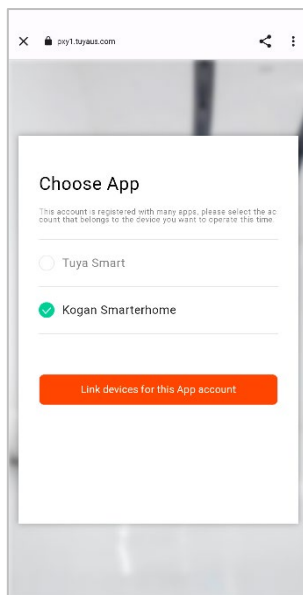 pxy1.tuyaus.com
Choose App
This account is registered with many apps, please select the ac
count that belongs to the device you want to operate this time.
Tuya Smart
Kogan Smarterhome
Link devices for this App account